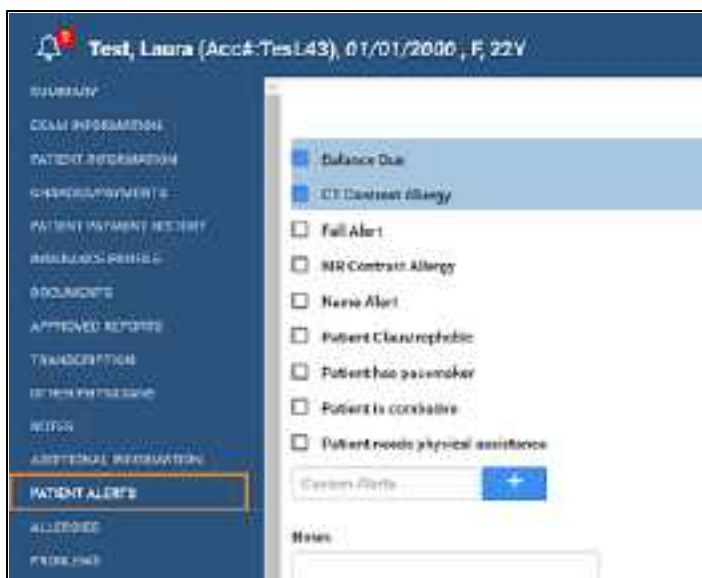 Test, Laura (Acc#:TesL43), 01/01/2000 , F, 22Y
SUMMARY
EXAM INFORMATION
PATIENT INFORMATION
CHARGES/PAYMENTS
PATIENT PAYMENT HISTORY
INSURANCE PROFILE
DOCUMENTS
APPROVED REPORTS
TRANSCRIPTION
OTHER PHYSICIANS
NOTES
ADDITIONAL INFORMATION
PATIENT ALERTS
ALLERGIES
PROBLEMS
Balance Due
CT Contrast Allergy
Fall Alert
MR Contrast Allergy
Name Alert
Patient Claustrophobic
Patient has pacemaker
Patient is combative
Patient needs physical assistance
Custom Alerts
+
Notes